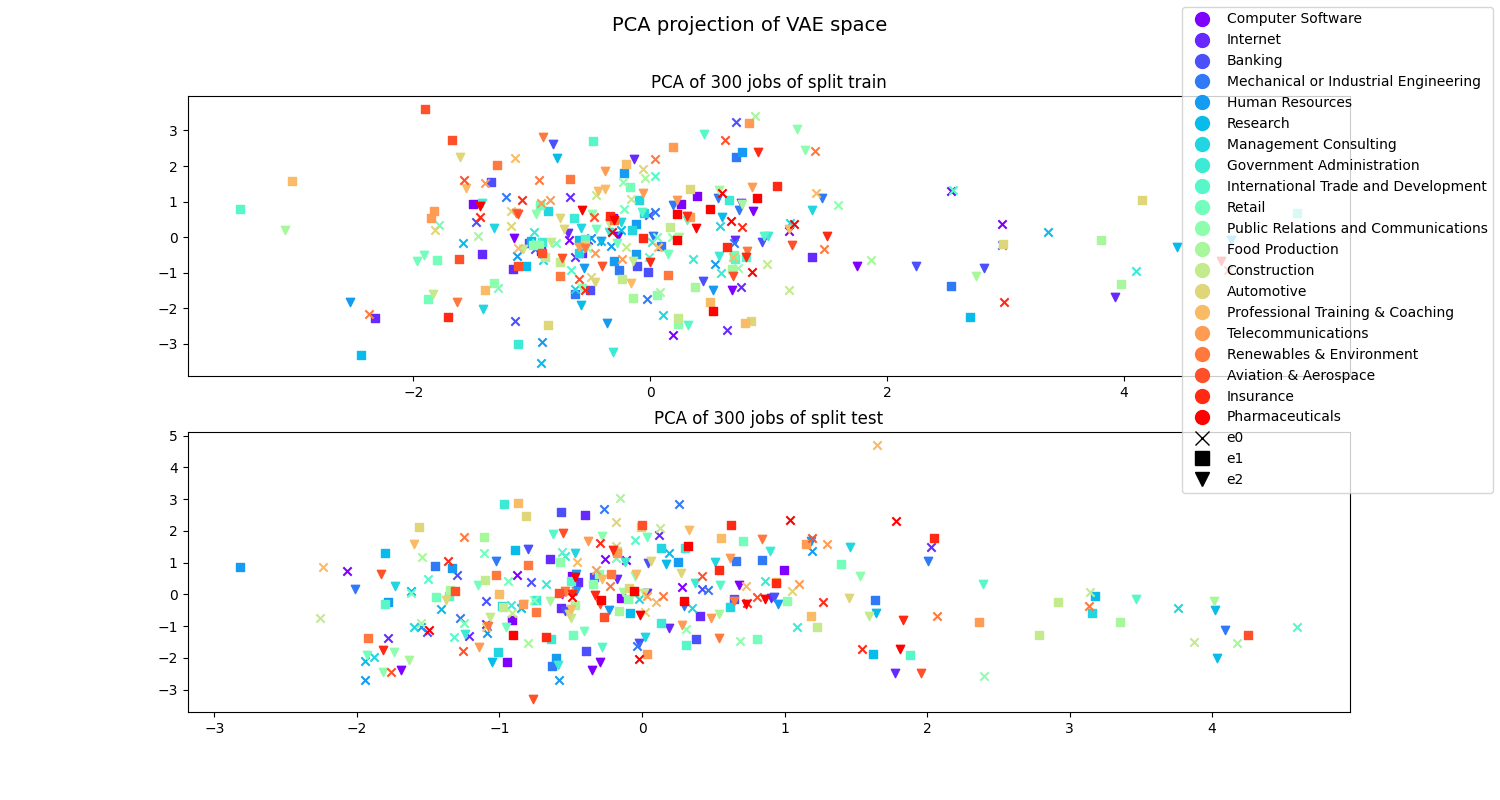 PCA projection of VAE space
PCA of 300 jobs of split train
3
2
1
0
−1
−2
−3
−2
0
2
4
PCA of 300 jobs of split test
5
4
3
2
1
0
−1
−2
−3
−3
−2
−1
0
1
2
3
4
Computer Software
Internet
Banking
Mechanical or Industrial Engineering
Human Resources
Research
Management Consulting
Government Administration
International Trade and Development
Retail
Public Relations and Communications
Food Production
Construction
Automotive
Professional Training & Coaching
Telecommunications
Renewables & Environment
Aviation & Aerospace
Insurance
Pharmaceuticals
e0
e1
e2